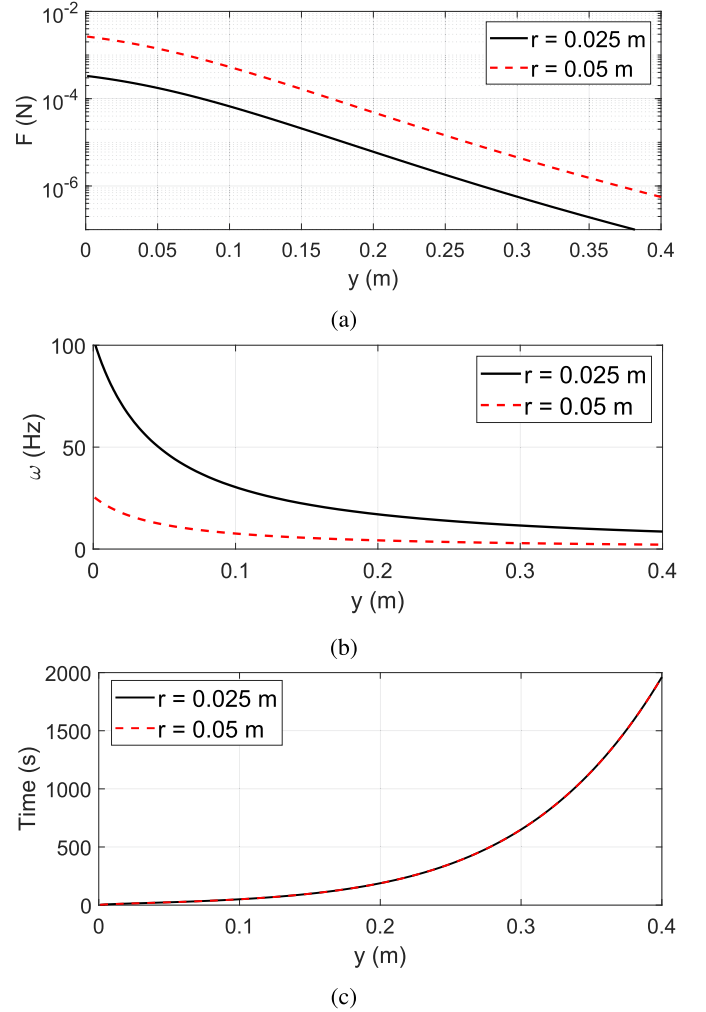 10⁻²
10⁻⁴
10⁻⁶
F (N)
r = 0.025 m
r = 0.05 m
0 0.05 0.1 0.15 0.2 0.25 0.3 0.35 0.4
y (m)
(a)
100
50
0
ω (Hz)
r = 0.025 m
r = 0.05 m
0 0.1 0.2 0.3 0.4
y (m)
(b)
2000
1500
1000
500
0
Time (s)
r = 0.025 m
r = 0.05 m
0 0.1 0.2 0.3 0.4
y (m)
(c)